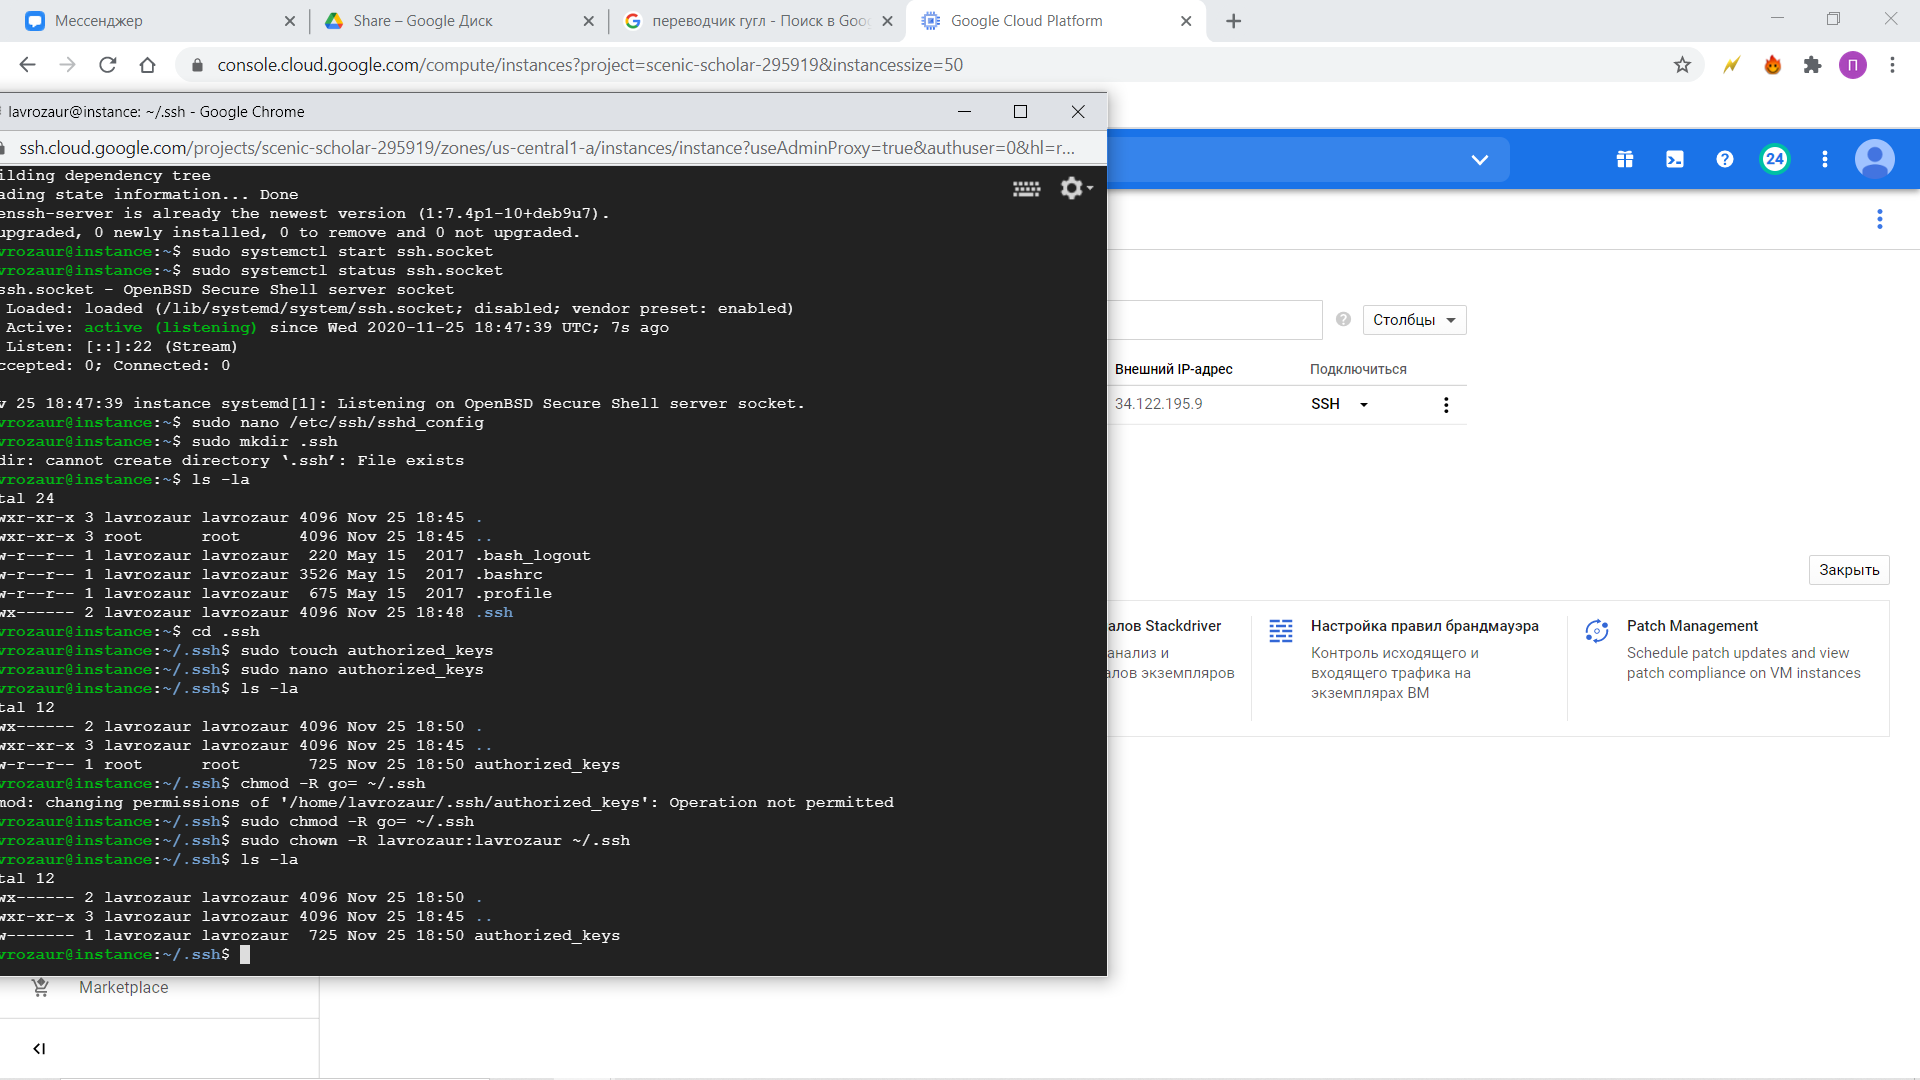 Мессенджер
Share – Google Диск
переводчик гугл - Поиск в Goo
Google Cloud Platform
console.cloud.google.com/compute/instances?project=scenic-scholar-295919&instancessize=50
П
lavrozaur@instance: ~/.ssh - Google Chrome
ssh.cloud.google.com/projects/scenic-scholar-295919/zones/us-central1-a/instances/instance?useAdminProxy=true&authuser=0&hl=r...
24
ilding dependency tree
ading state information... Done
enssh-server is already the newest version (1:7.4p1-10+deb9u7).
upgraded, 0 newly installed, 0 to remove and 0 not upgraded.
vrozaur@instance:~$ sudo systemctl start ssh.socket
vrozaur@instance:~$ sudo systemctl status ssh.socket
ssh.socket - OpenBSD Secure Shell server socket
Loaded: loaded (/lib/systemd/system/ssh.socket; disabled; vendor preset: enabled)
Active: active (listening) since Wed 2020-11-25 18:47:39 UTC; 7s ago
Listen: [::]:22 (Stream)
ccepted: 0; Connected: 0
v 25 18:47:39 instance systemd[1]: Listening on OpenBSD Secure Shell server socket.
vrozaur@instance:~$ sudo nano /etc/ssh/sshd_config
vrozaur@instance:~$ sudo mkdir .ssh
dir: cannot create directory ‘.ssh’: File exists
vrozaur@instance:~$ ls -la
tal 24
wxr-xr-x 3 lavrozaur lavrozaur 4096 Nov 25 18:45 .
wxr-xr-x 3 root      root      4096 Nov 25 18:45 ..
w-r--r-- 1 lavrozaur lavrozaur  220 May 15  2017 .bash_logout
w-r--r-- 1 lavrozaur lavrozaur 3526 May 15  2017 .bashrc
w-r--r-- 1 lavrozaur lavrozaur  675 May 15  2017 .profile
wx------ 2 lavrozaur lavrozaur 4096 Nov 25 18:48 .ssh
vrozaur@instance:~$ cd .ssh
vrozaur@instance:~/.ssh$ sudo touch authorized_keys
vrozaur@instance:~/.ssh$ sudo nano authorized_keys
vrozaur@instance:~/.ssh$ ls -la
tal 12
wx------ 2 lavrozaur lavrozaur 4096 Nov 25 18:50 .
wxr-xr-x 3 lavrozaur lavrozaur 4096 Nov 25 18:45 ..
w-r--r-- 1 root      root       725 Nov 25 18:50 authorized_keys
vrozaur@instance:~/.ssh$ chmod -R go= ~/.ssh
mod: changing permissions of '/home/lavrozaur/.ssh/authorized_keys': Operation not permitted
vrozaur@instance:~/.ssh$ sudo chmod -R go= ~/.ssh
vrozaur@instance:~/.ssh$ sudo chown -R lavrozaur:lavrozaur ~/.ssh
vrozaur@instance:~/.ssh$ ls -la
tal 12
wx------ 2 lavrozaur lavrozaur 4096 Nov 25 18:50 .
wxr-xr-x 3 lavrozaur lavrozaur 4096 Nov 25 18:45 ..
w------- 1 lavrozaur lavrozaur  725 Nov 25 18:50 authorized_keys
vrozaur@instance:~/.ssh$
Столбцы
Внешний IP-адрес
Подключиться
34.122.195.9
SSH
Закрыть
алов Stackdriver
анализ и
алов экземпляров
Настройка правил брандмауэра
Контроль исходящего и
входящего трафика на
экземплярах ВМ
Patch Management
Schedule patch updates and view
patch compliance on VM instances
Marketplace